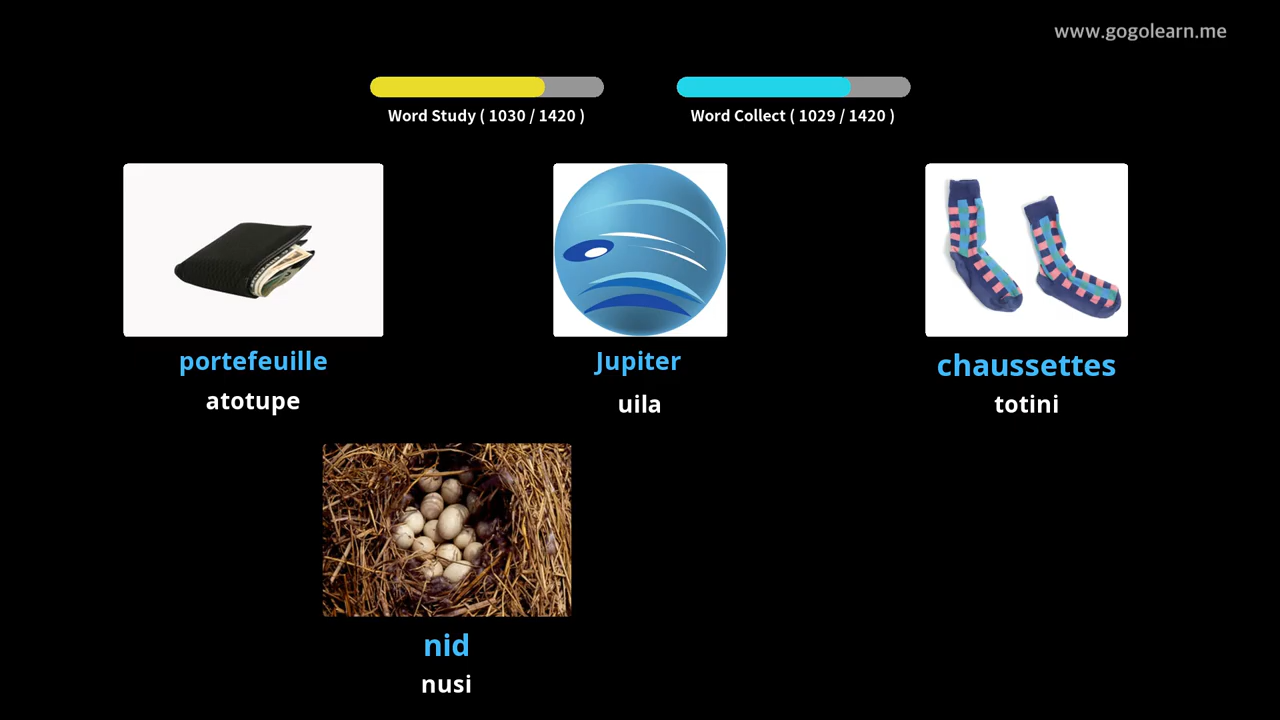 www.gogolearn.me
Word Study ( 1030 / 1420 )
Word Collect ( 1029 / 1420 )
portefeuille
atotupe
Jupiter
uila
chaussettes
totini
nid
nusi